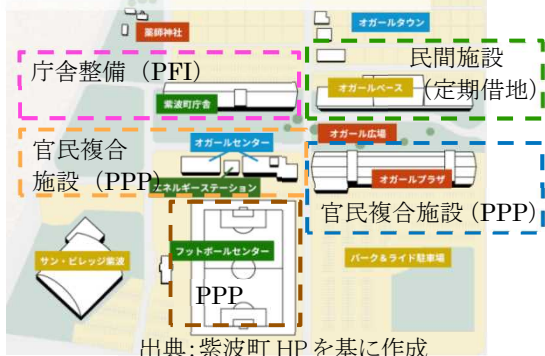 薬師神社
オガールタウン
庁舎整備（PFI）
民間施設
（定期借地）
オガールベース
紫波町庁舎
オガール広場
オガールセンター
官民複合
施設（PPP）
エネルギーステーション
オガールプラザ
官民複合施設（PPP）
サン・ビレッジ紫波
フットボールセンター
パーク&ライド駐車場
PPP
出典：紫波町 HP を基に作成